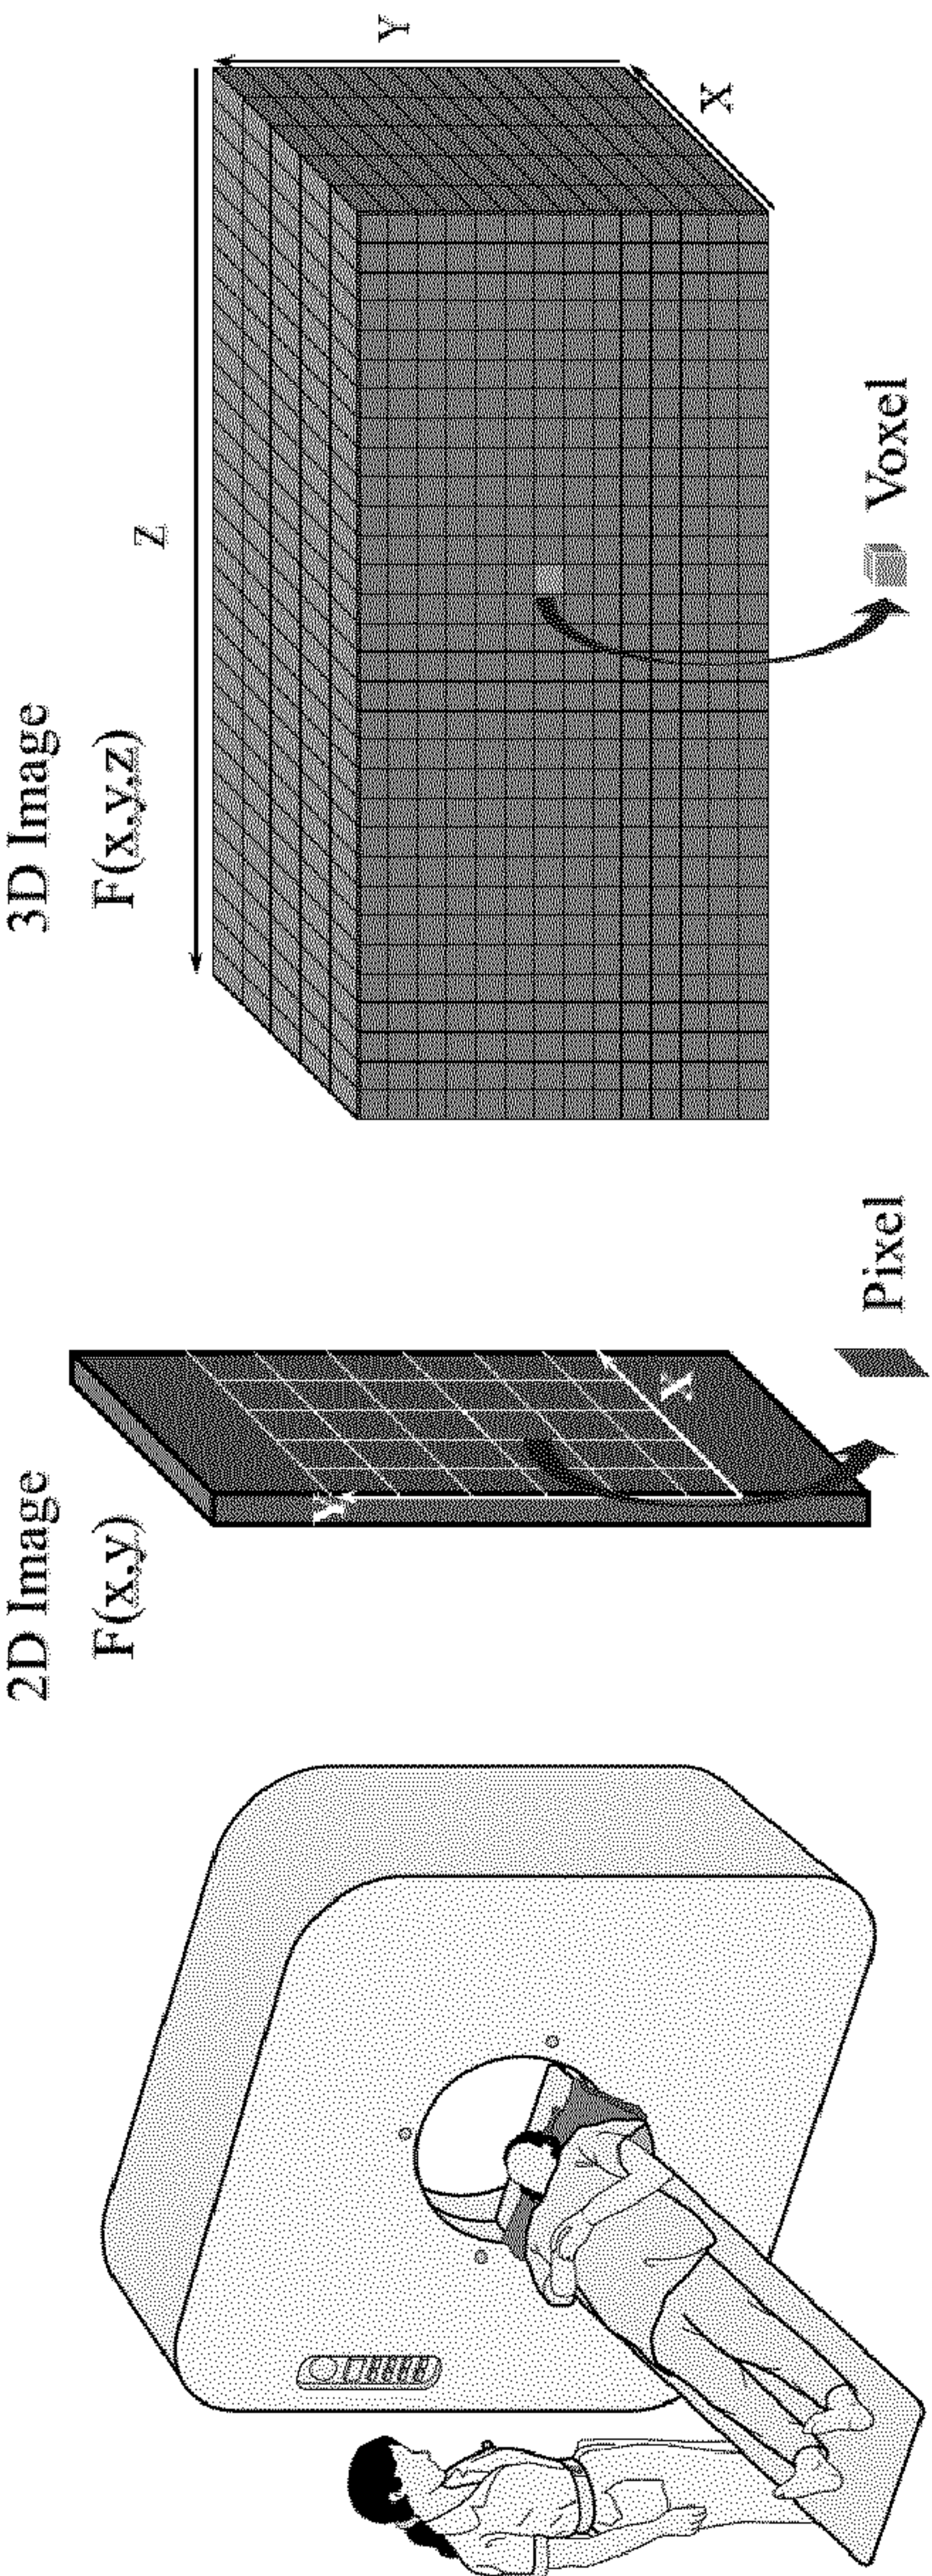 2D Image
F(x,y)
Y
X
Pixel
3D Image
F(x,y,z)
Z
Y
X
Voxel